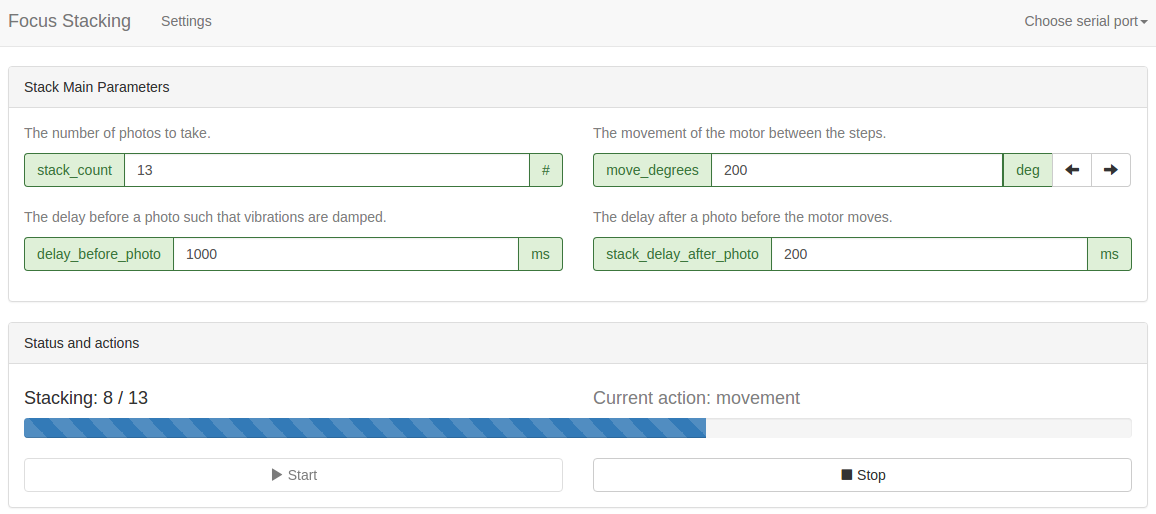 Focus Stacking Settings Choose serial port
Stack Main Parameters
The number of photos to take. The movement of the motor between the steps.
stack_count 13 # move_degrees 200 deg
The delay before a photo such that vibrations are damped. The delay after a photo before the motor moves.
delay_before_photo 1000 ms stack_delay_after_photo 200 ms
Status and actions
Stacking: 8 / 13 Current action: movement
Start Stop